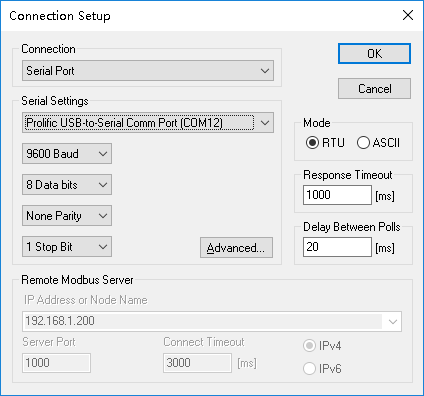 Connection Setup
Connection
OK
Serial Port
Cancel
Serial Settings
Prolific USB-to-Serial Comm Port (COM12)
Mode
RTU ASCII
9600 Baud
Response Timeout
8 Data bits
1000 [ms]
None Parity
Delay Between Polls
1 Stop Bit
Advanced...
20 [ms]
Remote Modbus Server
IP Address or Node Name
192.168.1.200
Server Port Connect Timeout
IPv4
1000 3000 [ms]
IPv6